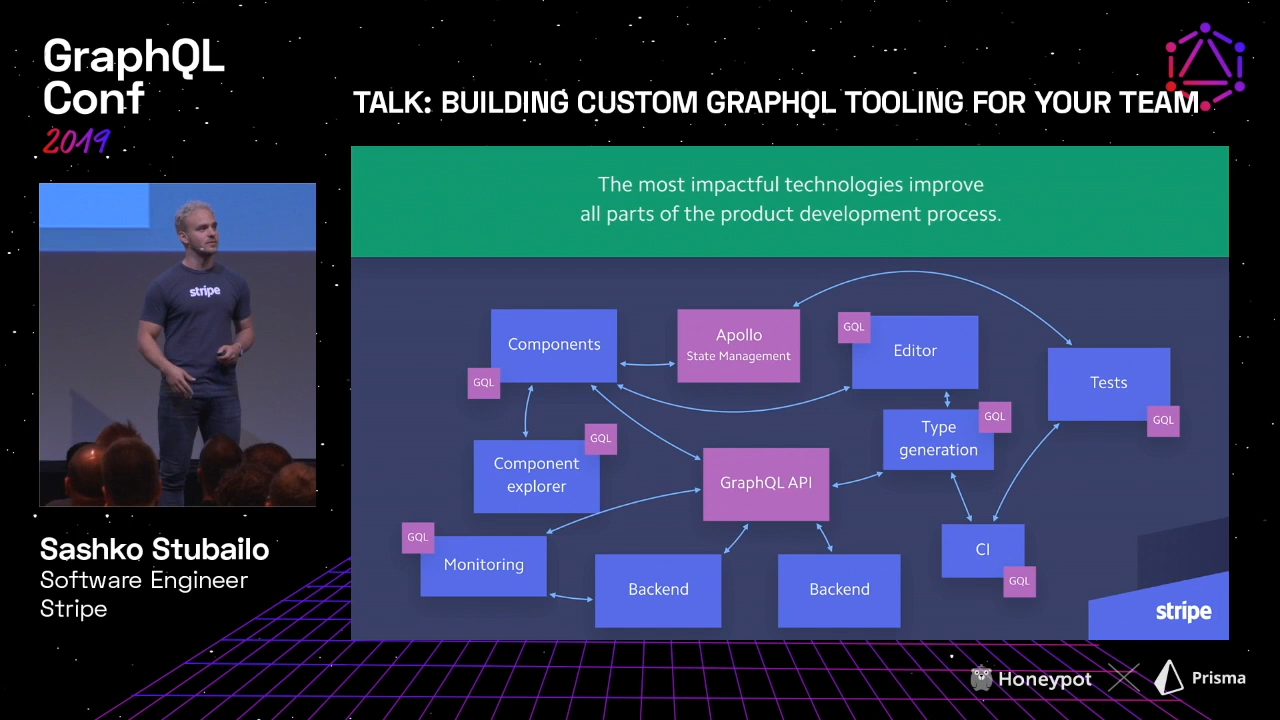 GraphQL
Conf
2019
TALK: BUILDING CUSTOM GRAPHQL TOOLING FOR YOUR TEAM
The most impactful technologies improve
all parts of the product development process.
stripe
Components
GQL
Apollo
State Management
GQL
Editor
Tests
GQL
Type
generation
GQL
Component
explorer
GQL
GraphQL API
GQL
Monitoring
Backend
Backend
CI
GQL
stripe
Sashko Stubailo
Software Engineer
Stripe
Honeypot
Prisma